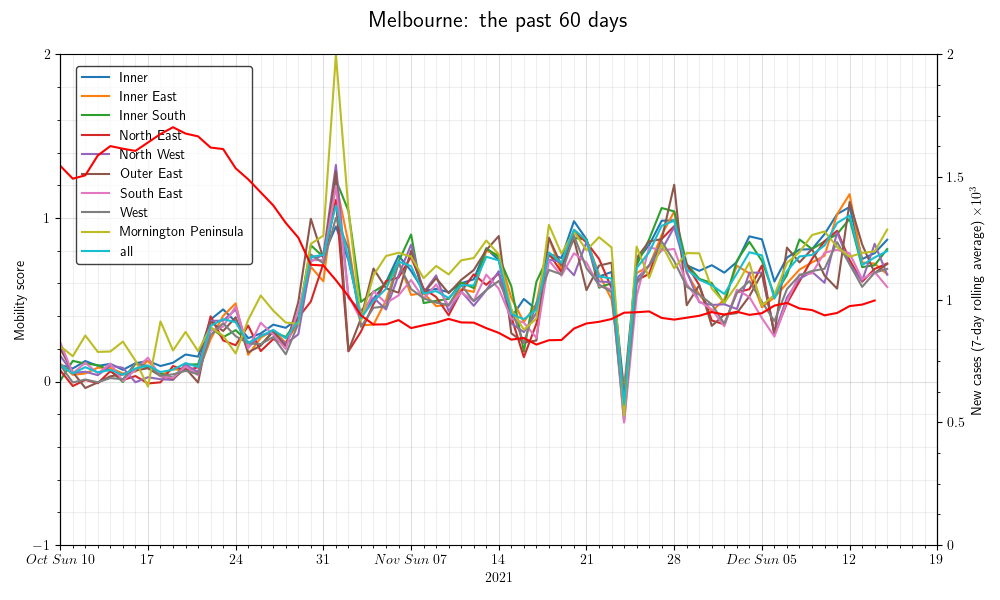 Melbourne: the past 60 days
Inner
Inner East
Inner South
North East
North West
Outer East
South East
West
Mornington Peninsula
all
Mobility score
2
1
0
−1
New cases (7-day rolling average) ×10³
2
1.5
1
0.5
0
Oct Sun 10
17
24
31
Nov Sun 07
14
21
28
Dec Sun 05
12
19
2021